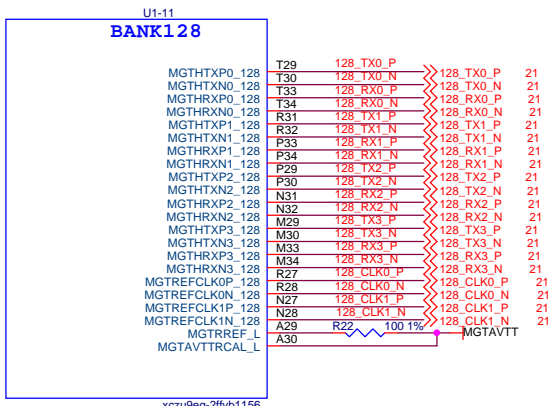 U1-11
BANK128
MGTHTXP0_128 T29 128_TX0_P 128_TX0_P 21
MGTHTXN0_128 T30 128_TX0_N 128_TX0_N 21
MGTHRXP0_128 T33 128_RX0_P 128_RX0_P 21
MGTHRXN0_128 T34 128_RX0_N 128_RX0_N 21
MGTHTXP1_128 R31 128_TX1_P 128_TX1_P 21
MGTHTXN1_128 R32 128_TX1_N 128_TX1_N 21
MGTHRXP1_128 P33 128_RX1_P 128_RX1_P 21
MGTHRXN1_128 P34 128_RX1_N 128_RX1_N 21
MGTHTXP2_128 P29 128_TX2_P 128_TX2_P 21
MGTHTXN2_128 P30 128_TX2_N 128_TX2_N 21
MGTHRXP2_128 N31 128_RX2_P 128_RX2_P 21
MGTHRXN2_128 N32 128_RX2_N 128_RX2_N 21
MGTHTXP3_128 M29 128_TX3_P 128_TX3_P 21
MGTHTXN3_128 M30 128_TX3_N 128_TX3_N 21
MGTHRXP3_128 M33 128_RX3_P 128_RX3_P 21
MGTHRXN3_128 M34 128_RX3_N 128_RX3_N 21
MGTREFCLK0P_128 R27 128_CLK0_P 128_CLK0_P 21
MGTREFCLK0N_128 R28 128_CLK0_N 128_CLK0_N 21
MGTREFCLK1P_128 N27 128_CLK1_P 128_CLK1_P 21
MGTREFCLK1N_128 N28 128_CLK1_N 128_CLK1_N 21
MGTRREF_L A29 R22 100 1% MGTAVTT
MGTAVTTRCAL_L A30
xczu9eg-2ffvb1156